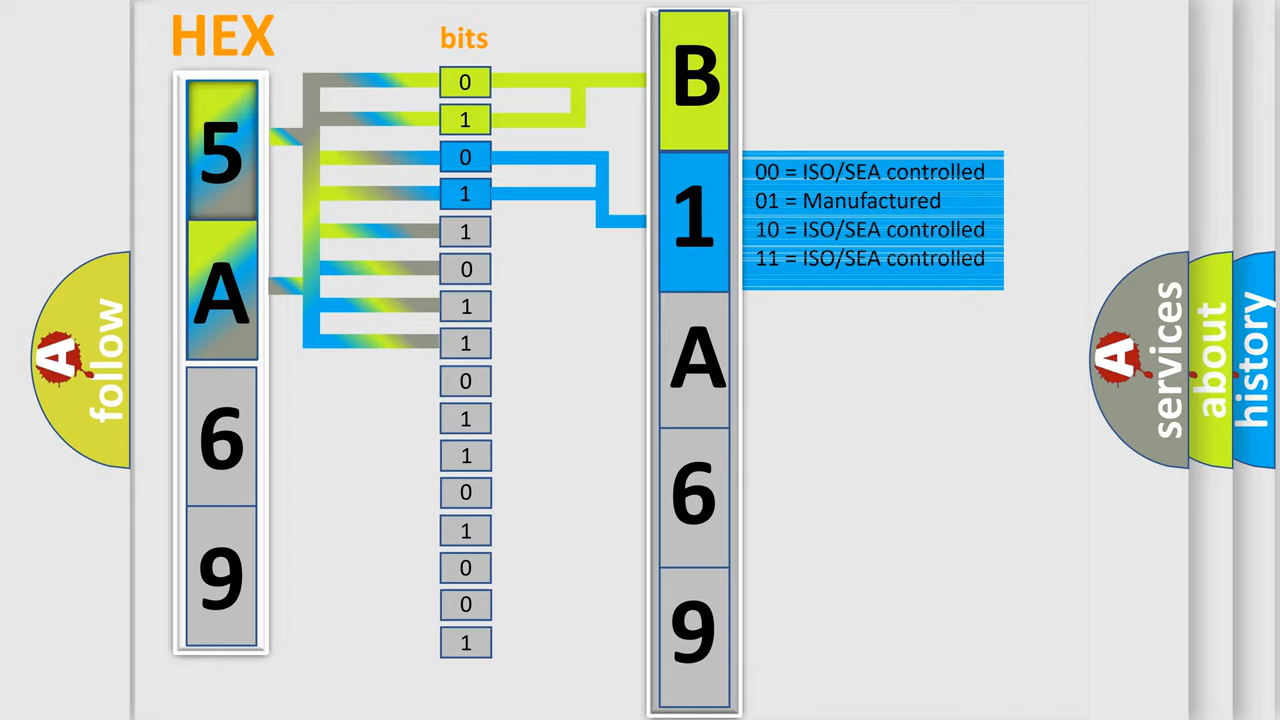 HEX
bits
5
A
6
9
0
1
0
1
1
0
1
1
0
1
1
0
1
0
0
1
B
1
A
6
9
00 = ISO/SEA controlled
01 = Manufactured
10 = ISO/SEA controlled
11 = ISO/SEA controlled
A
follow
A
services
about
history